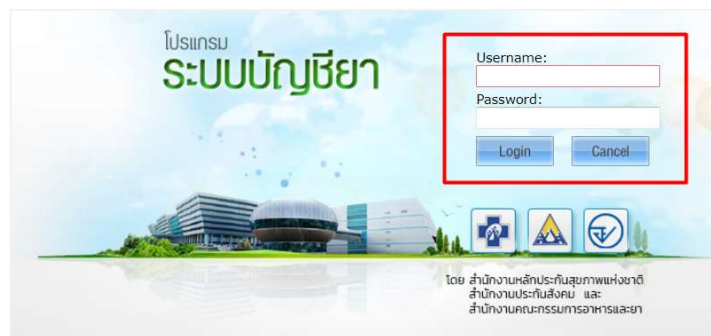 โปรแกรม
ระบบบัญชียา
Username:
Password:
Login Cancel
โดย สำนักงานหลักประกันสุขภาพแห่งชาติ
สำนักงานประกันสังคม และ
สำนักงานคณะกรรมการอาหารและยา